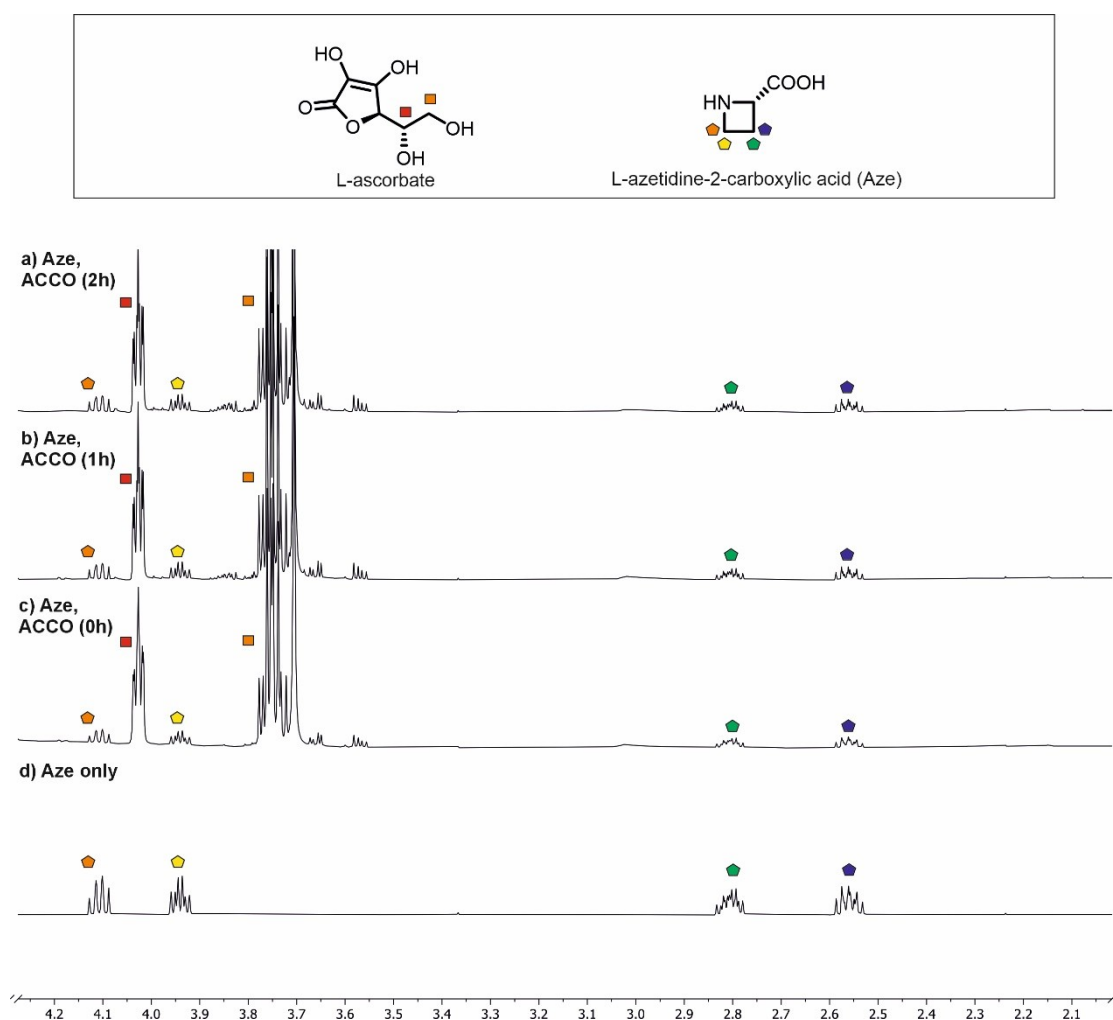 HO
OH
O
O
OH
OH
L-ascorbate
HN
COOH
L-azetidine-2-carboxylic acid (Aze)
a) Aze,
ACCO (2h)
b) Aze,
ACCO (1h)
c) Aze,
ACCO (0h)
d) Aze only
4.2 4.1 4.0 3.9 3.8 3.7 3.6 3.5 3.4 3.3 3.2 3.1 3.0 2.9 2.8 2.7 2.6 2.5 2.4 2.3 2.2 2.1